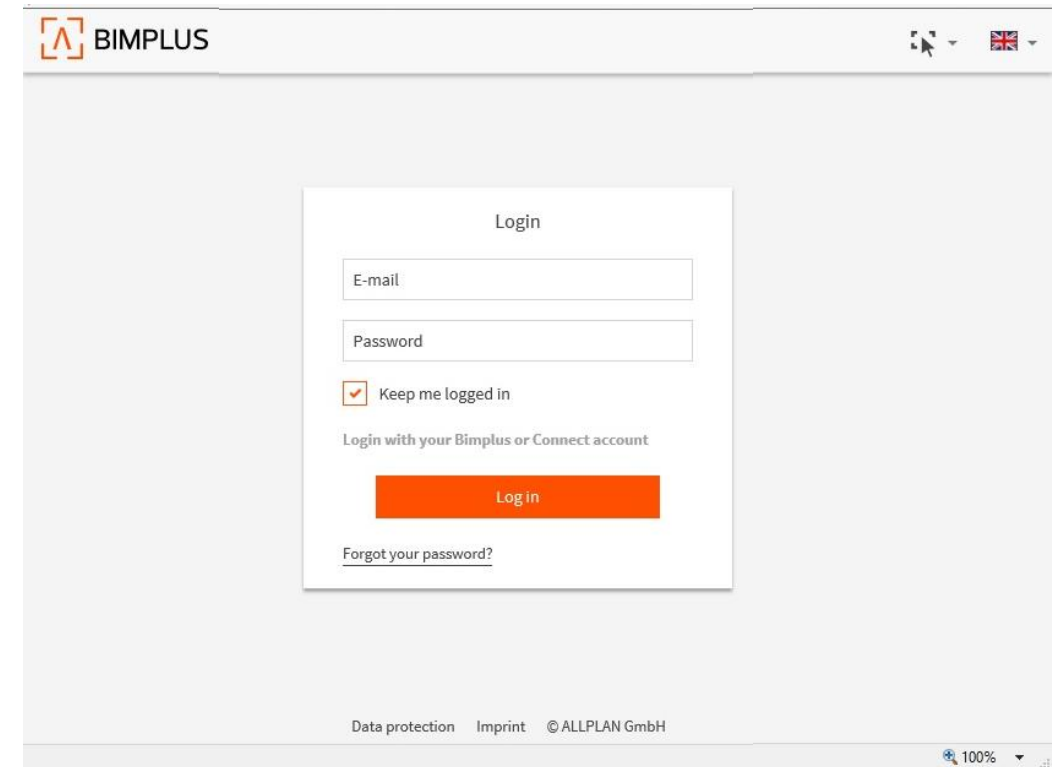 BIMPLUS
Login
E-mail
Password
Keep me logged in
Login with your Bimplus or Connect account
Log in
Forgot your password?
Data protection Imprint © ALLPLAN GmbH
100%